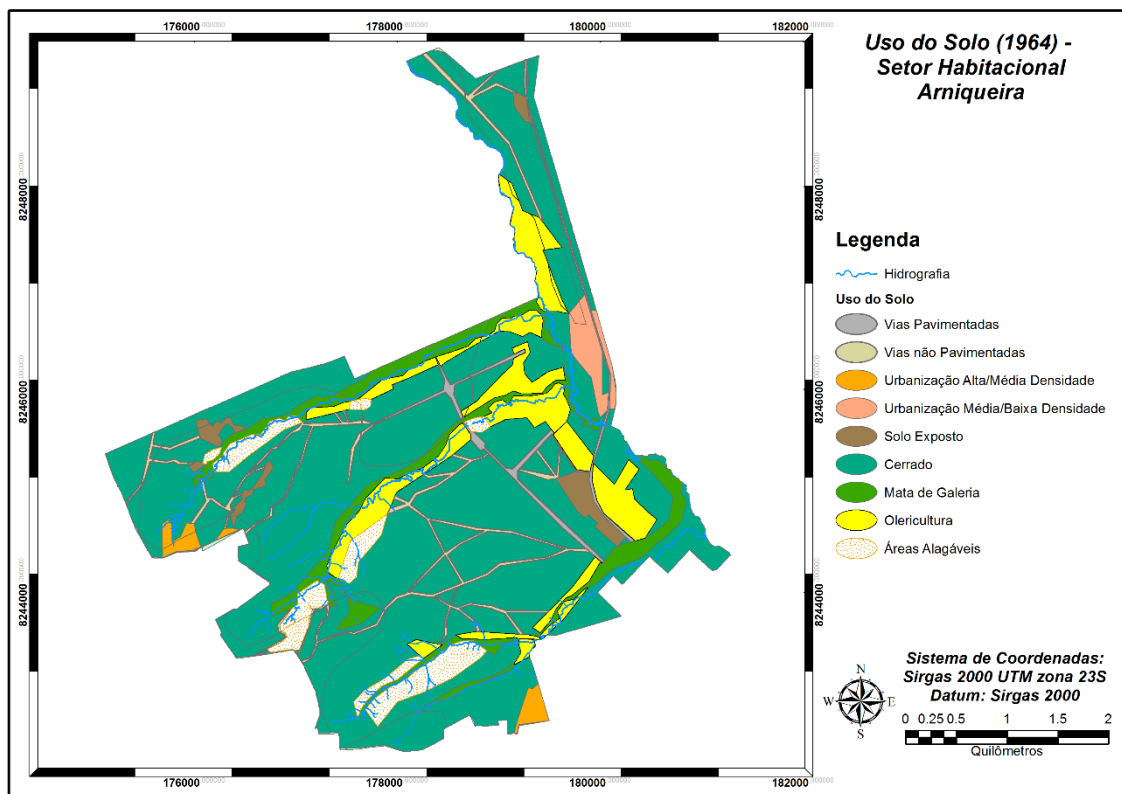 176000 178000 180000 182000
Uso do Solo (1964) -
Setor Habitacional
Arniqueira
8248000 8248000
8246000 8246000
8244000 8244000
Legenda
Hidrografia
Uso do Solo
Vias Pavimentadas
Vias não Pavimentadas
Urbanização Alta/Média Densidade
Urbanização Média/Baixa Densidade
Solo Exposto
Cerrado
Mata de Galeria
Olericultura
Áreas Alagáveis
N
W E
S
Sistema de Coordenadas:
Sirgas 2000 UTM zona 23S
Datum: Sirgas 2000
0 0.25 0.5 1 1.5 2
Quilômetros
176000 178000 180000 182000